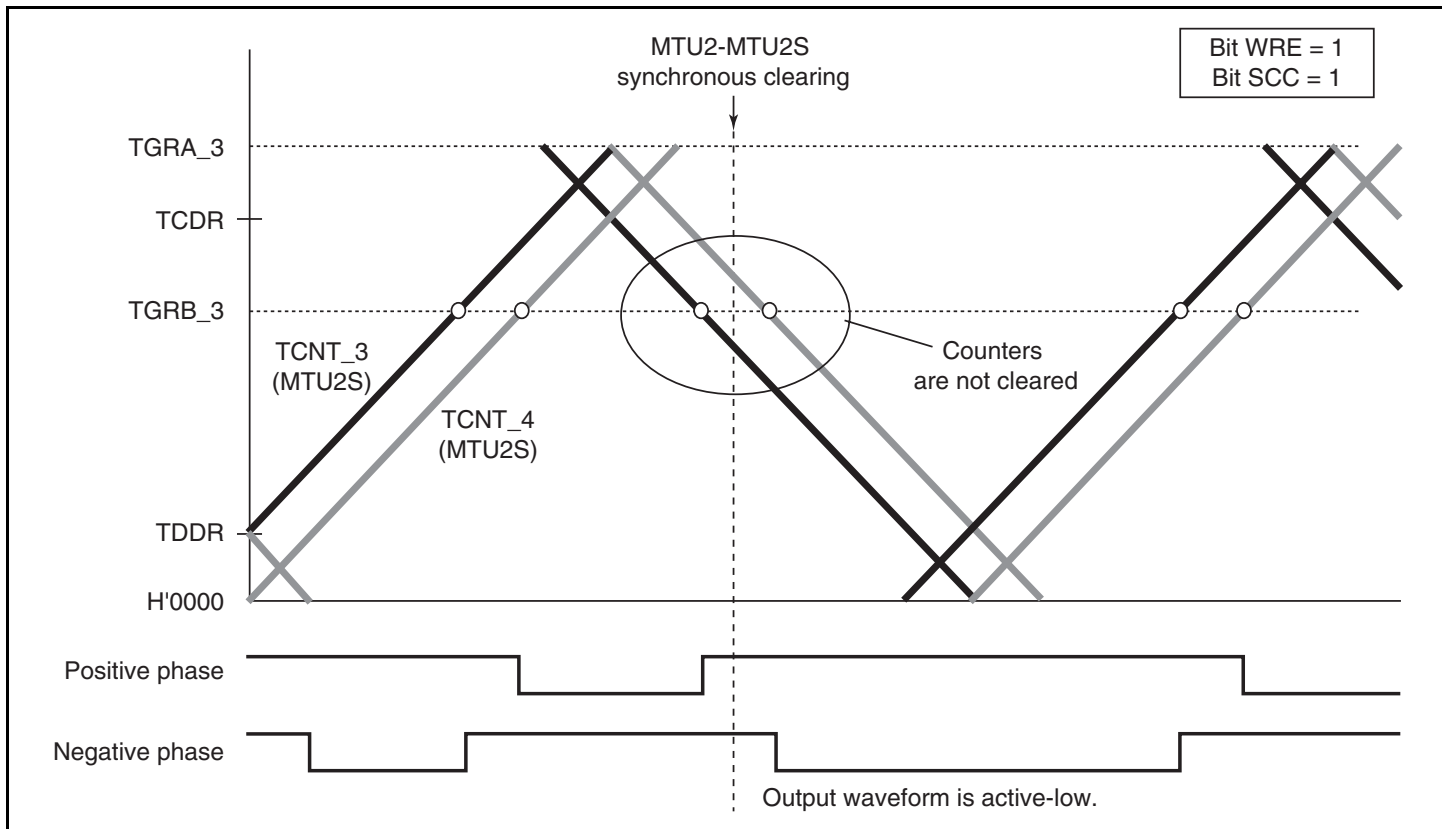 MTU2-MTU2S
synchronous clearing
Bit WRE = 1
Bit SCC = 1
TGRA_3
TCDR
TGRB_3
TCNT_3
(MTU2S)
Counters
are not cleared
TCNT_4
(MTU2S)
TDDR
H'0000
Positive phase
Negative phase
Output waveform is active-low.